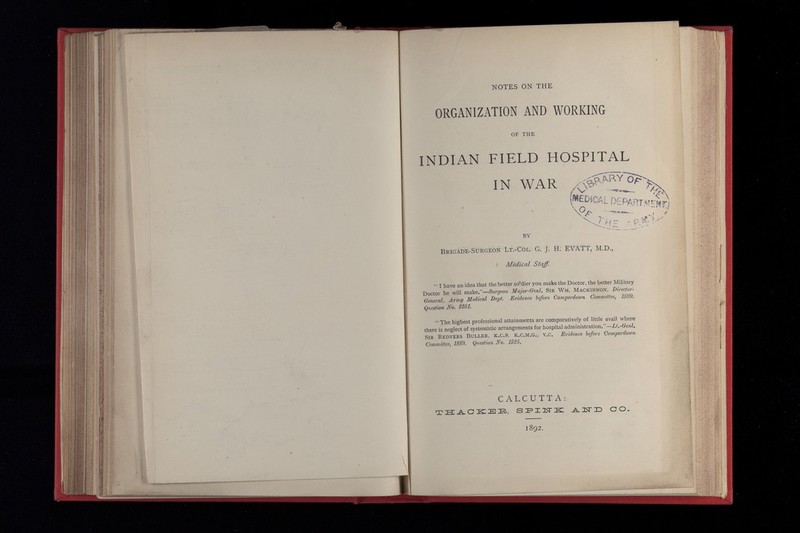 NOTES ON THE
ORGANIZATION AND WORKING
OF THE
INDIAN FIELD HOSPITAL
IN WAR
LIBRARY OF THE
MEDICAL DEPARTMENT
OF THE ARMY
BY
BRIGADE-SURGEON LT.-COL. G. J. H. EVATT, M.D.,
Medical Staff.
"I have an idea that the better soldier you make the Doctor, the better Military
Doctor he will make."—Surgeon Major-Genl. SIR WM. MACKINNON, Director-
General, Army Medical Dept. Evidence before Camperdown Committee, 1889.
Question No. 8251.
"The highest professional attainments are comparatively of little avail where
there is neglect of systematic arrangements for hospital administration."—Lt.-Genl.
SIR REDVERS BULLER, K.C.B. K.C.M.G., V.C. Evidence before Camperdown
Committee, 1889. Question No. 1525.
CALCUTTA:
THACKER, SPINK AND CO.
1892.